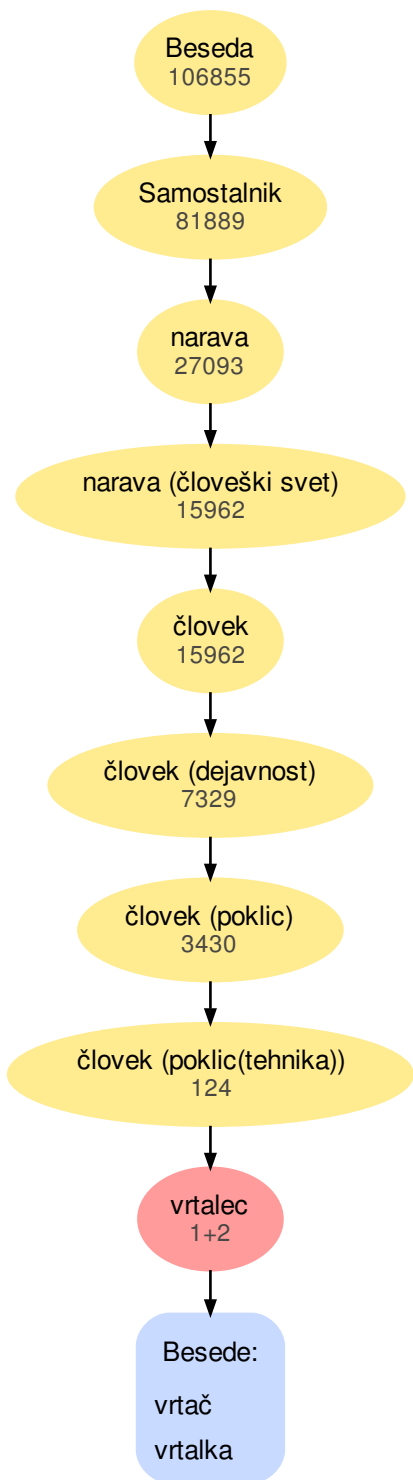 Beseda
106855
Samostalnik
81889
narava
27093
narava (človeški svet)
15962
človek
15962
človek (dejavnost)
7329
človek (poklic)
3430
človek (poklic(tehnika))
124
vrtalec
1+2
Besede:
vrtač
vrtalka